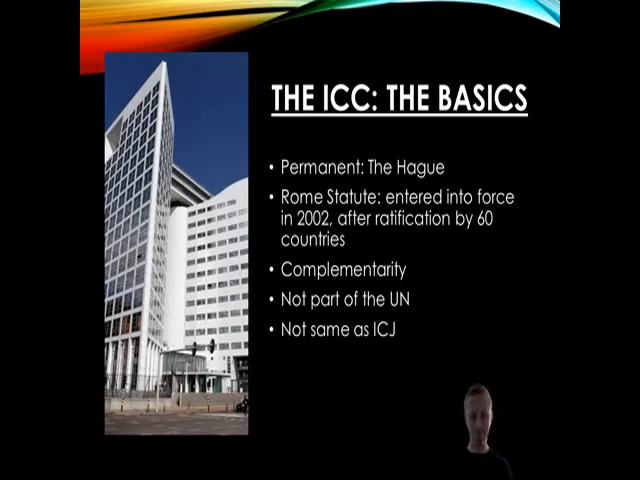 THE ICC: THE BASICS
• Permanent: The Hague
• Rome Statute: entered into force
in 2002, after ratification by 60
countries
• Complementarity
• Not part of the UN
• Not same as ICJ